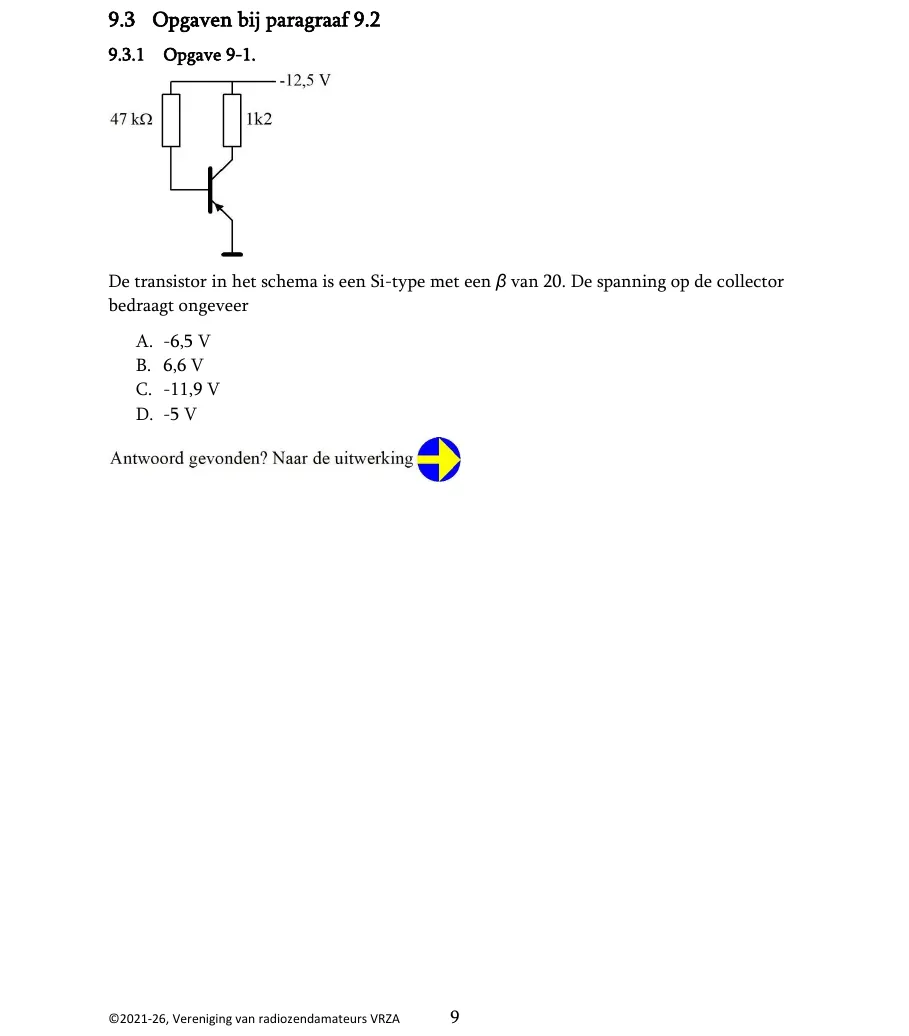 9.3 Opgaven bij paragraaf 9.2
9.3.1 Opgave 9-1.
-12,5 V
47 kΩ
1k2
De transistor in het schema is een Si-type met een β van 20. De spanning op de collector
bedraagt ongeveer
A. -6,5 V
B. 6,6 V
C. -11,9 V
D. -5 V
Antwoord gevonden? Naar de uitwerking
©2021-26, Vereniging van radiozendamateurs VRZA 9